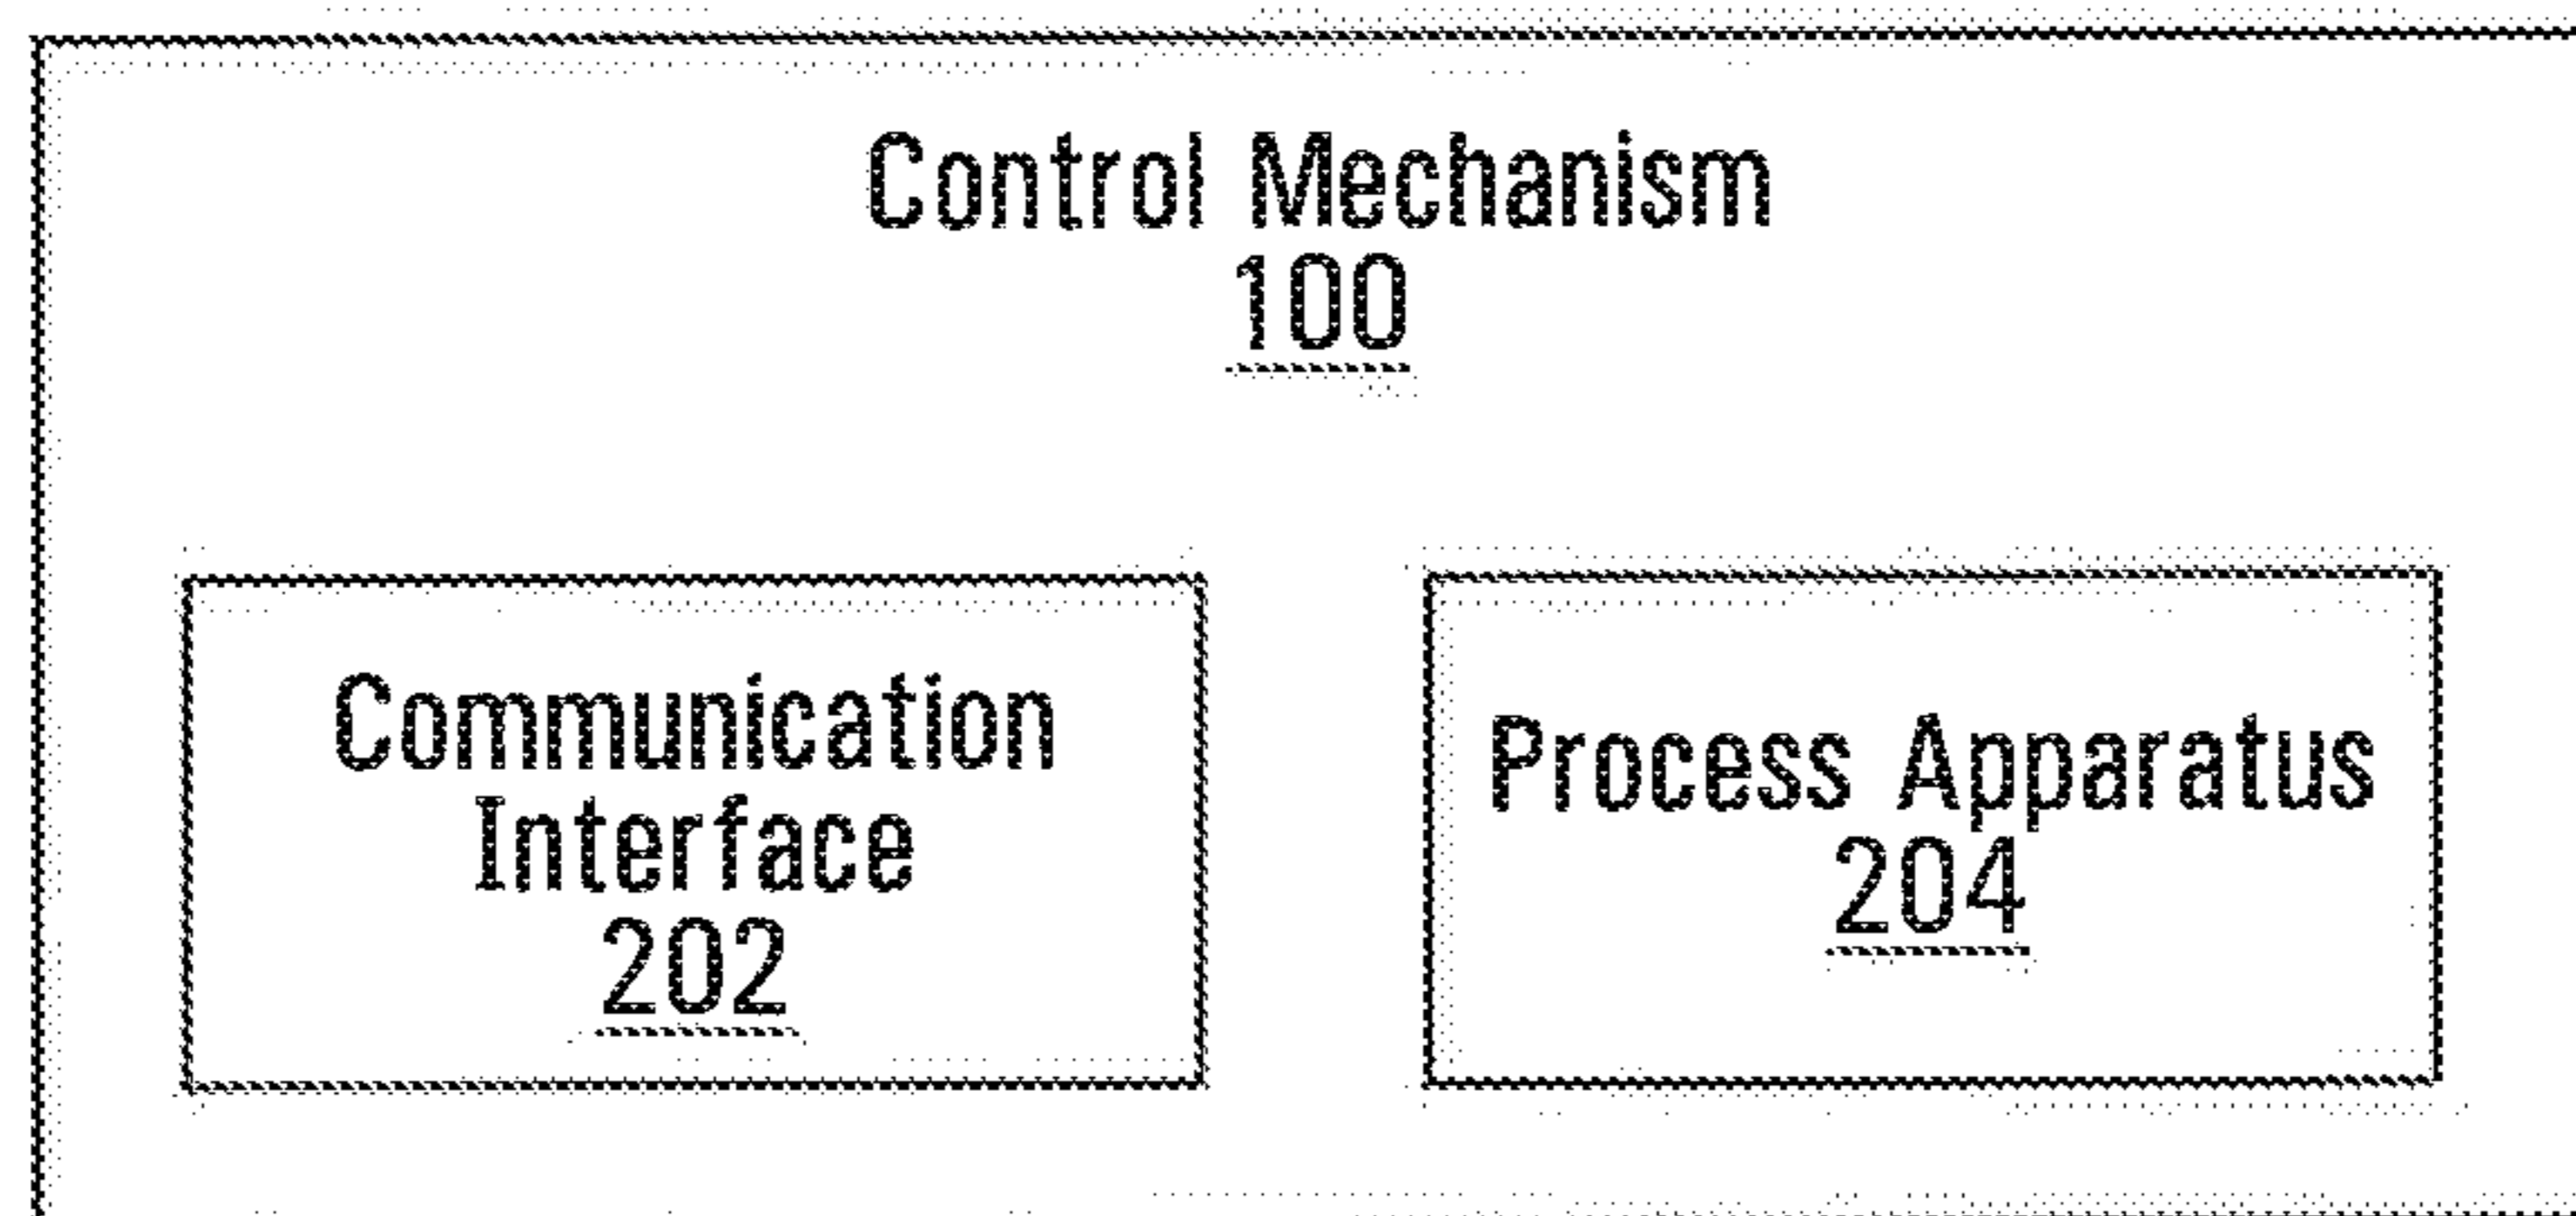 Control Mechanism
100
Communication
Interface
202
Process Apparatus
204